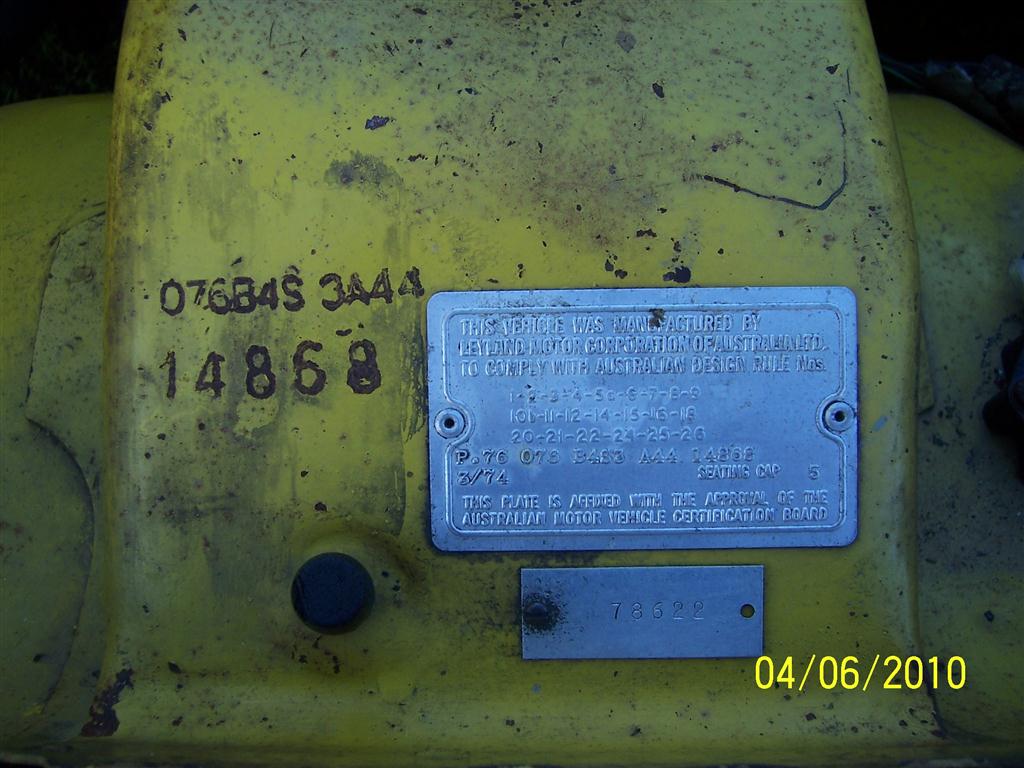 076B4S 3A44
14868
THIS VEHICLE WAS MANUFACTURED BY
LEYLAND MOTOR CORPORATION OF AUSTRALIA LTD.
TO COMPLY WITH AUSTRALIAN DESIGN RULE Nos.
1-2-3-4-5a-6-7-8-9
10b-11-12-14-15-16-18
20-21-22-24-25-26
P.76 076 B4S3 A44 14868
3/74 SEATING CAP 5
THIS PLATE IS AFFIXED WITH THE APPROVAL OF THE
AUSTRALIAN MOTOR VEHICLE CERTIFICATION BOARD
78622
04/06/2010